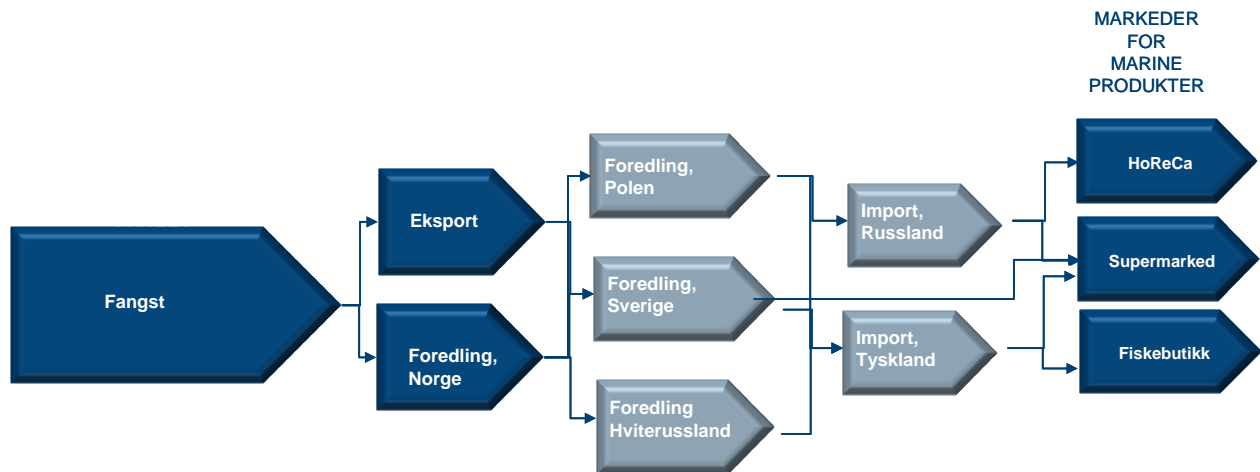 MARKEDER
FOR
MARINE
PRODUKTER
Fangst
Eksport
Foredling,
Norge
Foredling,
Polen
Foredling,
Sverige
Foredling
Hviterussland
Import,
Russland
Import,
Tyskland
HoReCa
Supermarked
Fiskebutikk